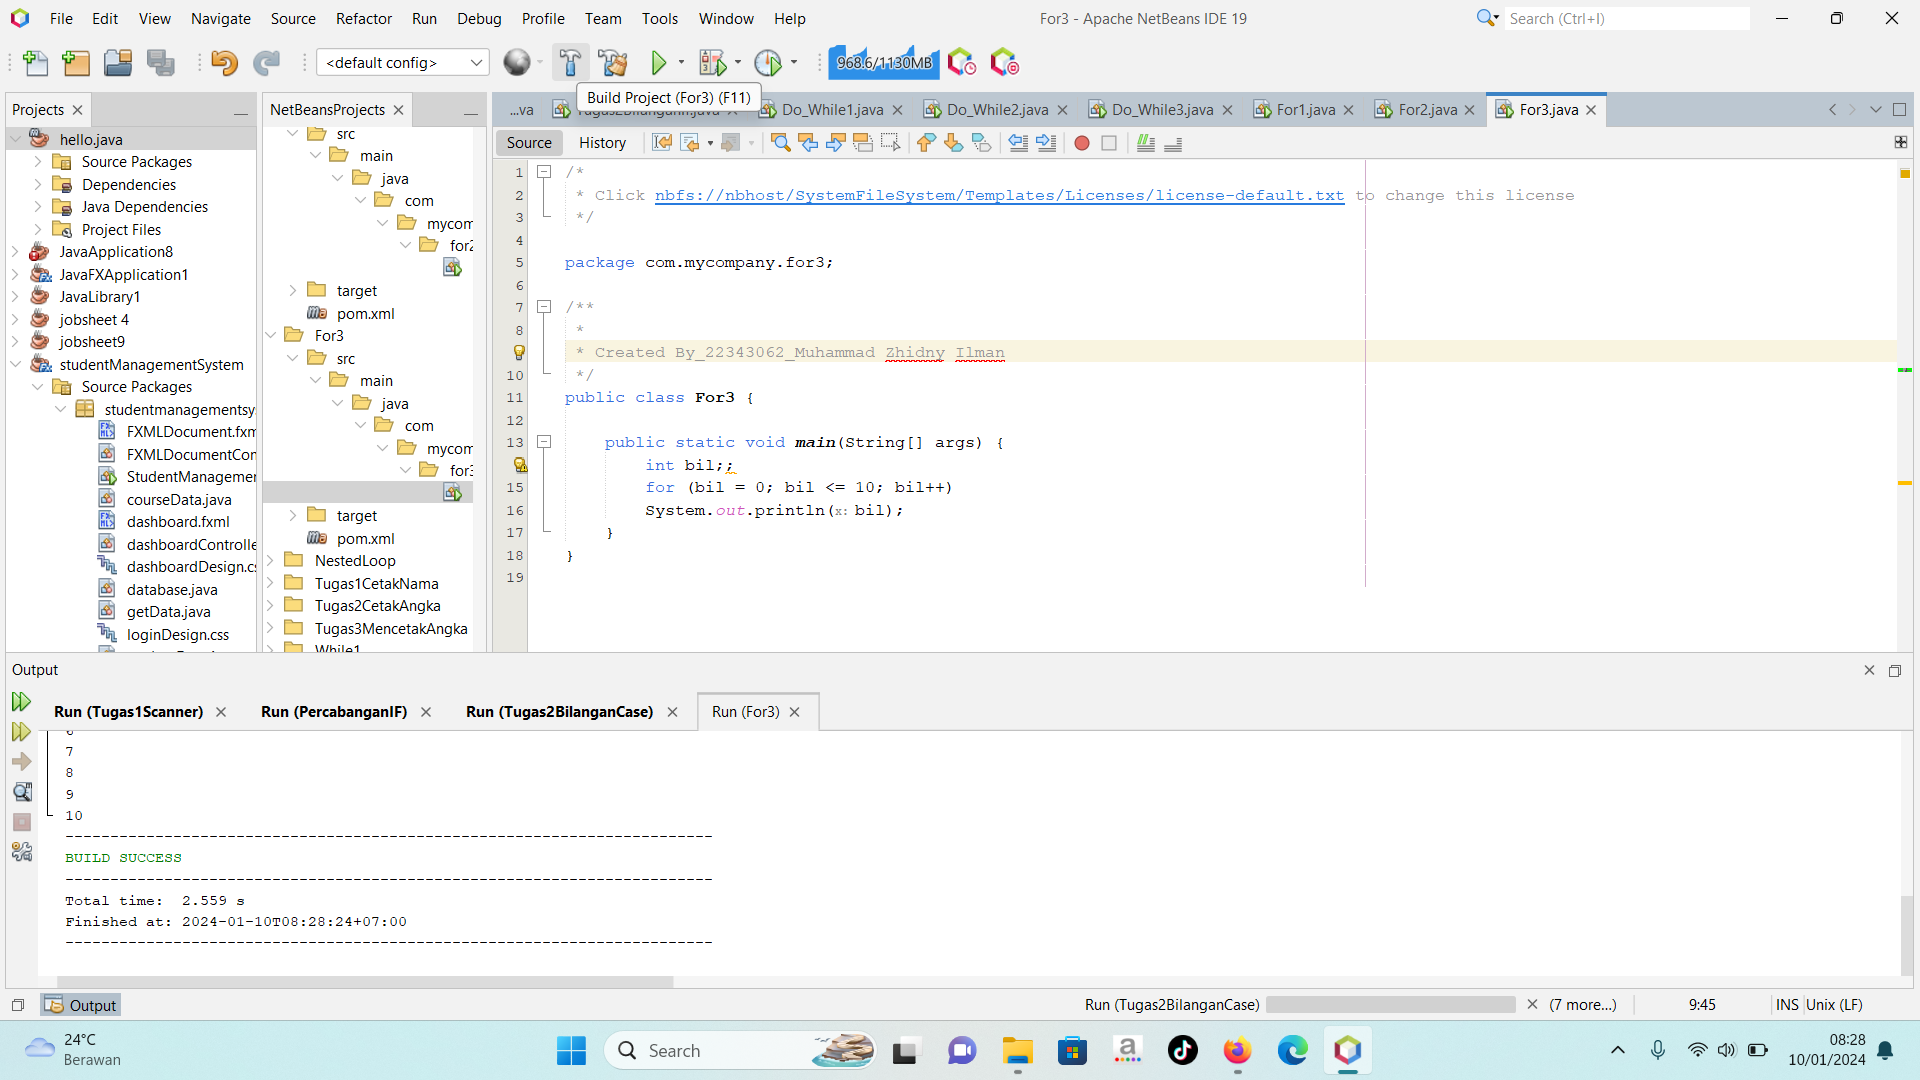 File Edit View Navigate Source Refactor Run Debug Profile Team Tools Window Help
For3 - Apache NetBeans IDE 19
Search (Ctrl+I)
<default config>
968.6/1130MB
Build Project (For3) (F11)
Projects
NetBeansProjects
...va
Do_While1.java
Do_While2.java
Do_While3.java
For1.java
For2.java
For3.java
Source
History
hello.java
Source Packages
Dependencies
Java Dependencies
Project Files
JavaApplication8
JavaFXApplication1
JavaLibrary1
jobsheet 4
jobsheet9
studentManagementSystem
Source Packages
studentmanagementsy
FXMLDocument.fxm
FXMLDocumentCon
StudentManagemen
courseData.java
dashboard.fxml
dashboardControlle
dashboardDesign.cs
database.java
getData.java
loginDesign.css
src
main
java
com
mycom
for2
target
pom.xml
For3
src
main
java
com
mycom
for3
target
pom.xml
NestedLoop
Tugas1CetakNama
Tugas2CetakAngka
Tugas3MencetakAngka
While1
1 /*
2 * Click nbfs://nbhost/SystemFileSystem/Templates/Licenses/license-default.txt to change this license
3 */
4
5 package com.mycompany.for3;
6
7 /**
8 *
* Created By_22343062_Muhammad Zhidny Ilman
10 */
11 public class For3 {
12
13 public static void main(String[] args) {
int bil;;
15 for (bil = 0; bil <= 10; bil++)
16 System.out.println(x: bil);
17 }
18 }
19
Output
Run (Tugas1Scanner)
Run (PercabanganIF)
Run (Tugas2BilanganCase)
Run (For3)
6
7
8
9
10
------------------------------------------------------------------------
BUILD SUCCESS
------------------------------------------------------------------------
Total time:  2.559 s
Finished at: 2024-01-10T08:28:24+07:00
------------------------------------------------------------------------
Output
Run (Tugas2BilanganCase)
(7 more...)
9:45
INS
Unix (LF)
24°C
Berawan
Search
08:28
10/01/2024